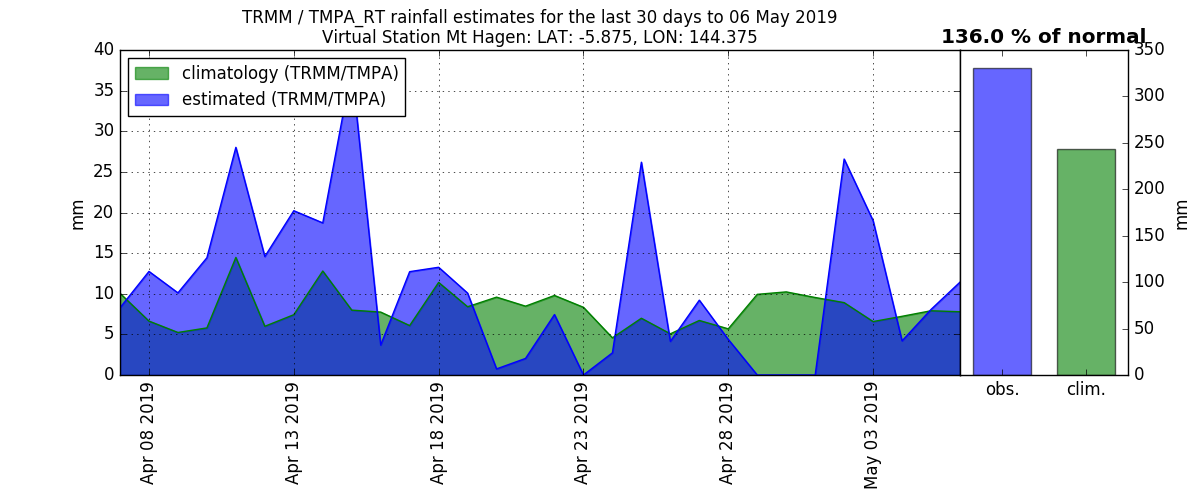 TRMM / TMPA_RT rainfall estimates for the last 30 days to 06 May 2019
Virtual Station Mt Hagen: LAT: -5.875, LON: 144.375
136.0 % of normal
climatology (TRMM/TMPA)
estimated (TRMM/TMPA)
mm
40
35
30
25
20
15
10
5
0
Apr 08 2019
Apr 13 2019
Apr 18 2019
Apr 23 2019
Apr 28 2019
May 03 2019
obs.
clim.
350
300
250
200
150
100
50
0
mm